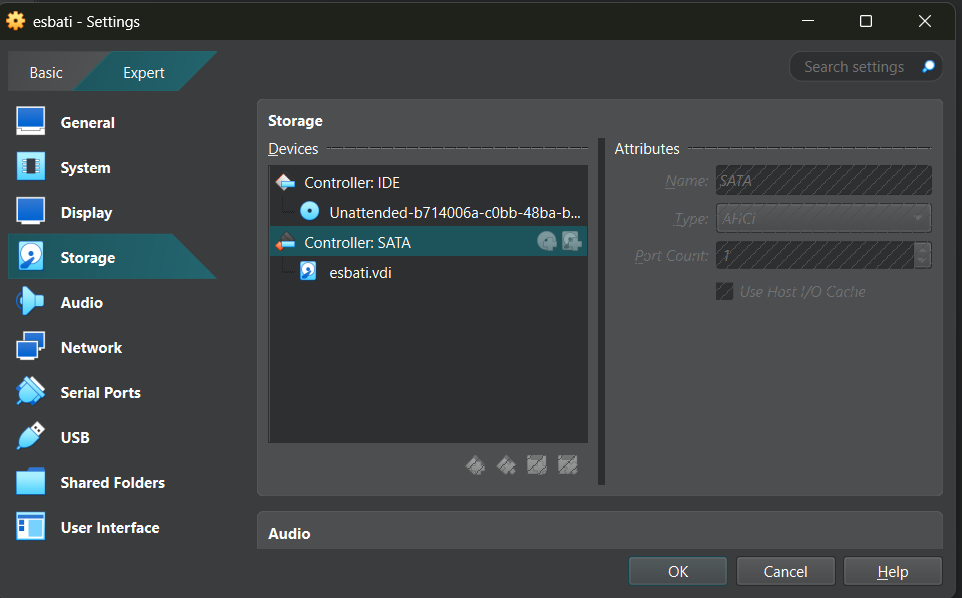 esbati - Settings
Basic
Expert
Search settings
General
System
Display
Storage
Audio
Network
Serial Ports
USB
Shared Folders
User Interface
Storage
Devices
Controller: IDE
Unattended-b714006a-c0bb-48ba-b...
Controller: SATA
esbati.vdi
Attributes
Name: SATA
Type: AHCI
Port Count: 1
Use Host I/O Cache
Audio
OK
Cancel
Help